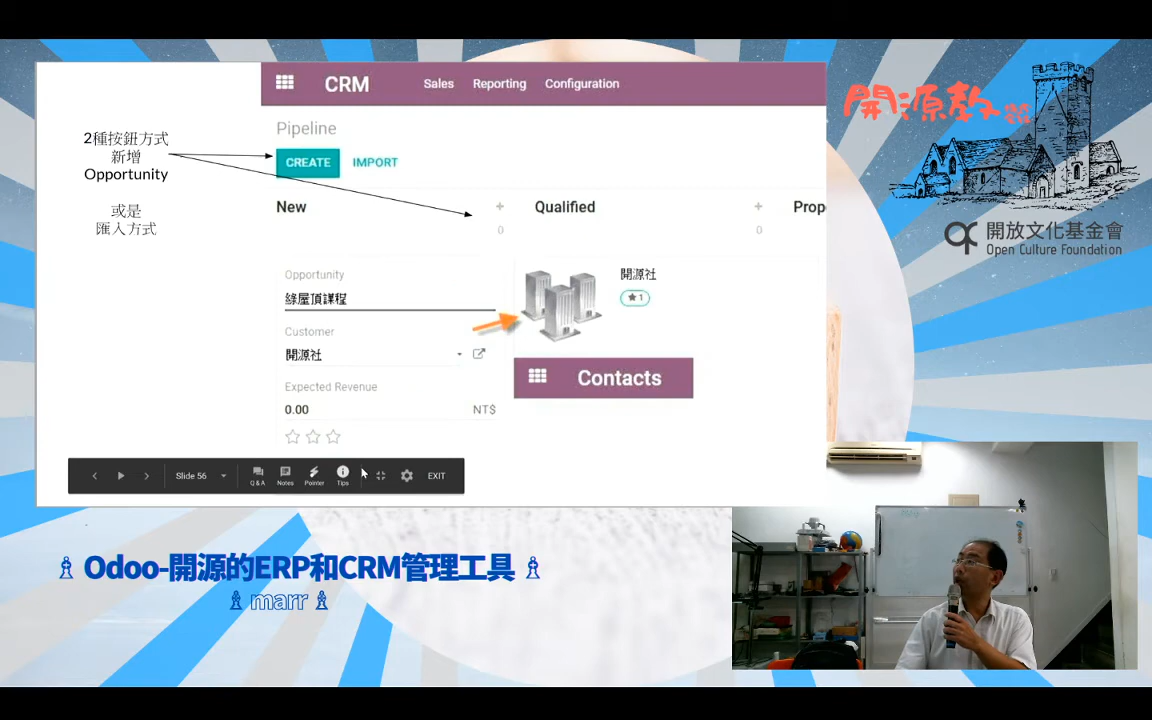 CRM Sales Reporting Configuration
2種按鈕方式
新增
Opportunity
或是
匯入方式
Pipeline
CREATE IMPORT
New +
0
Qualified +
0
Prop
Opportunity
綠屋頂課程
Customer
開源社
Expected Revenue
0.00 NT$
開源社
★ 1
Contacts
Slide 56
Q & A Notes Pointer Tips EXIT
開源教
開放文化基金會
Open Culture Foundation
Odoo-開源的ERP和CRM管理工具
marr